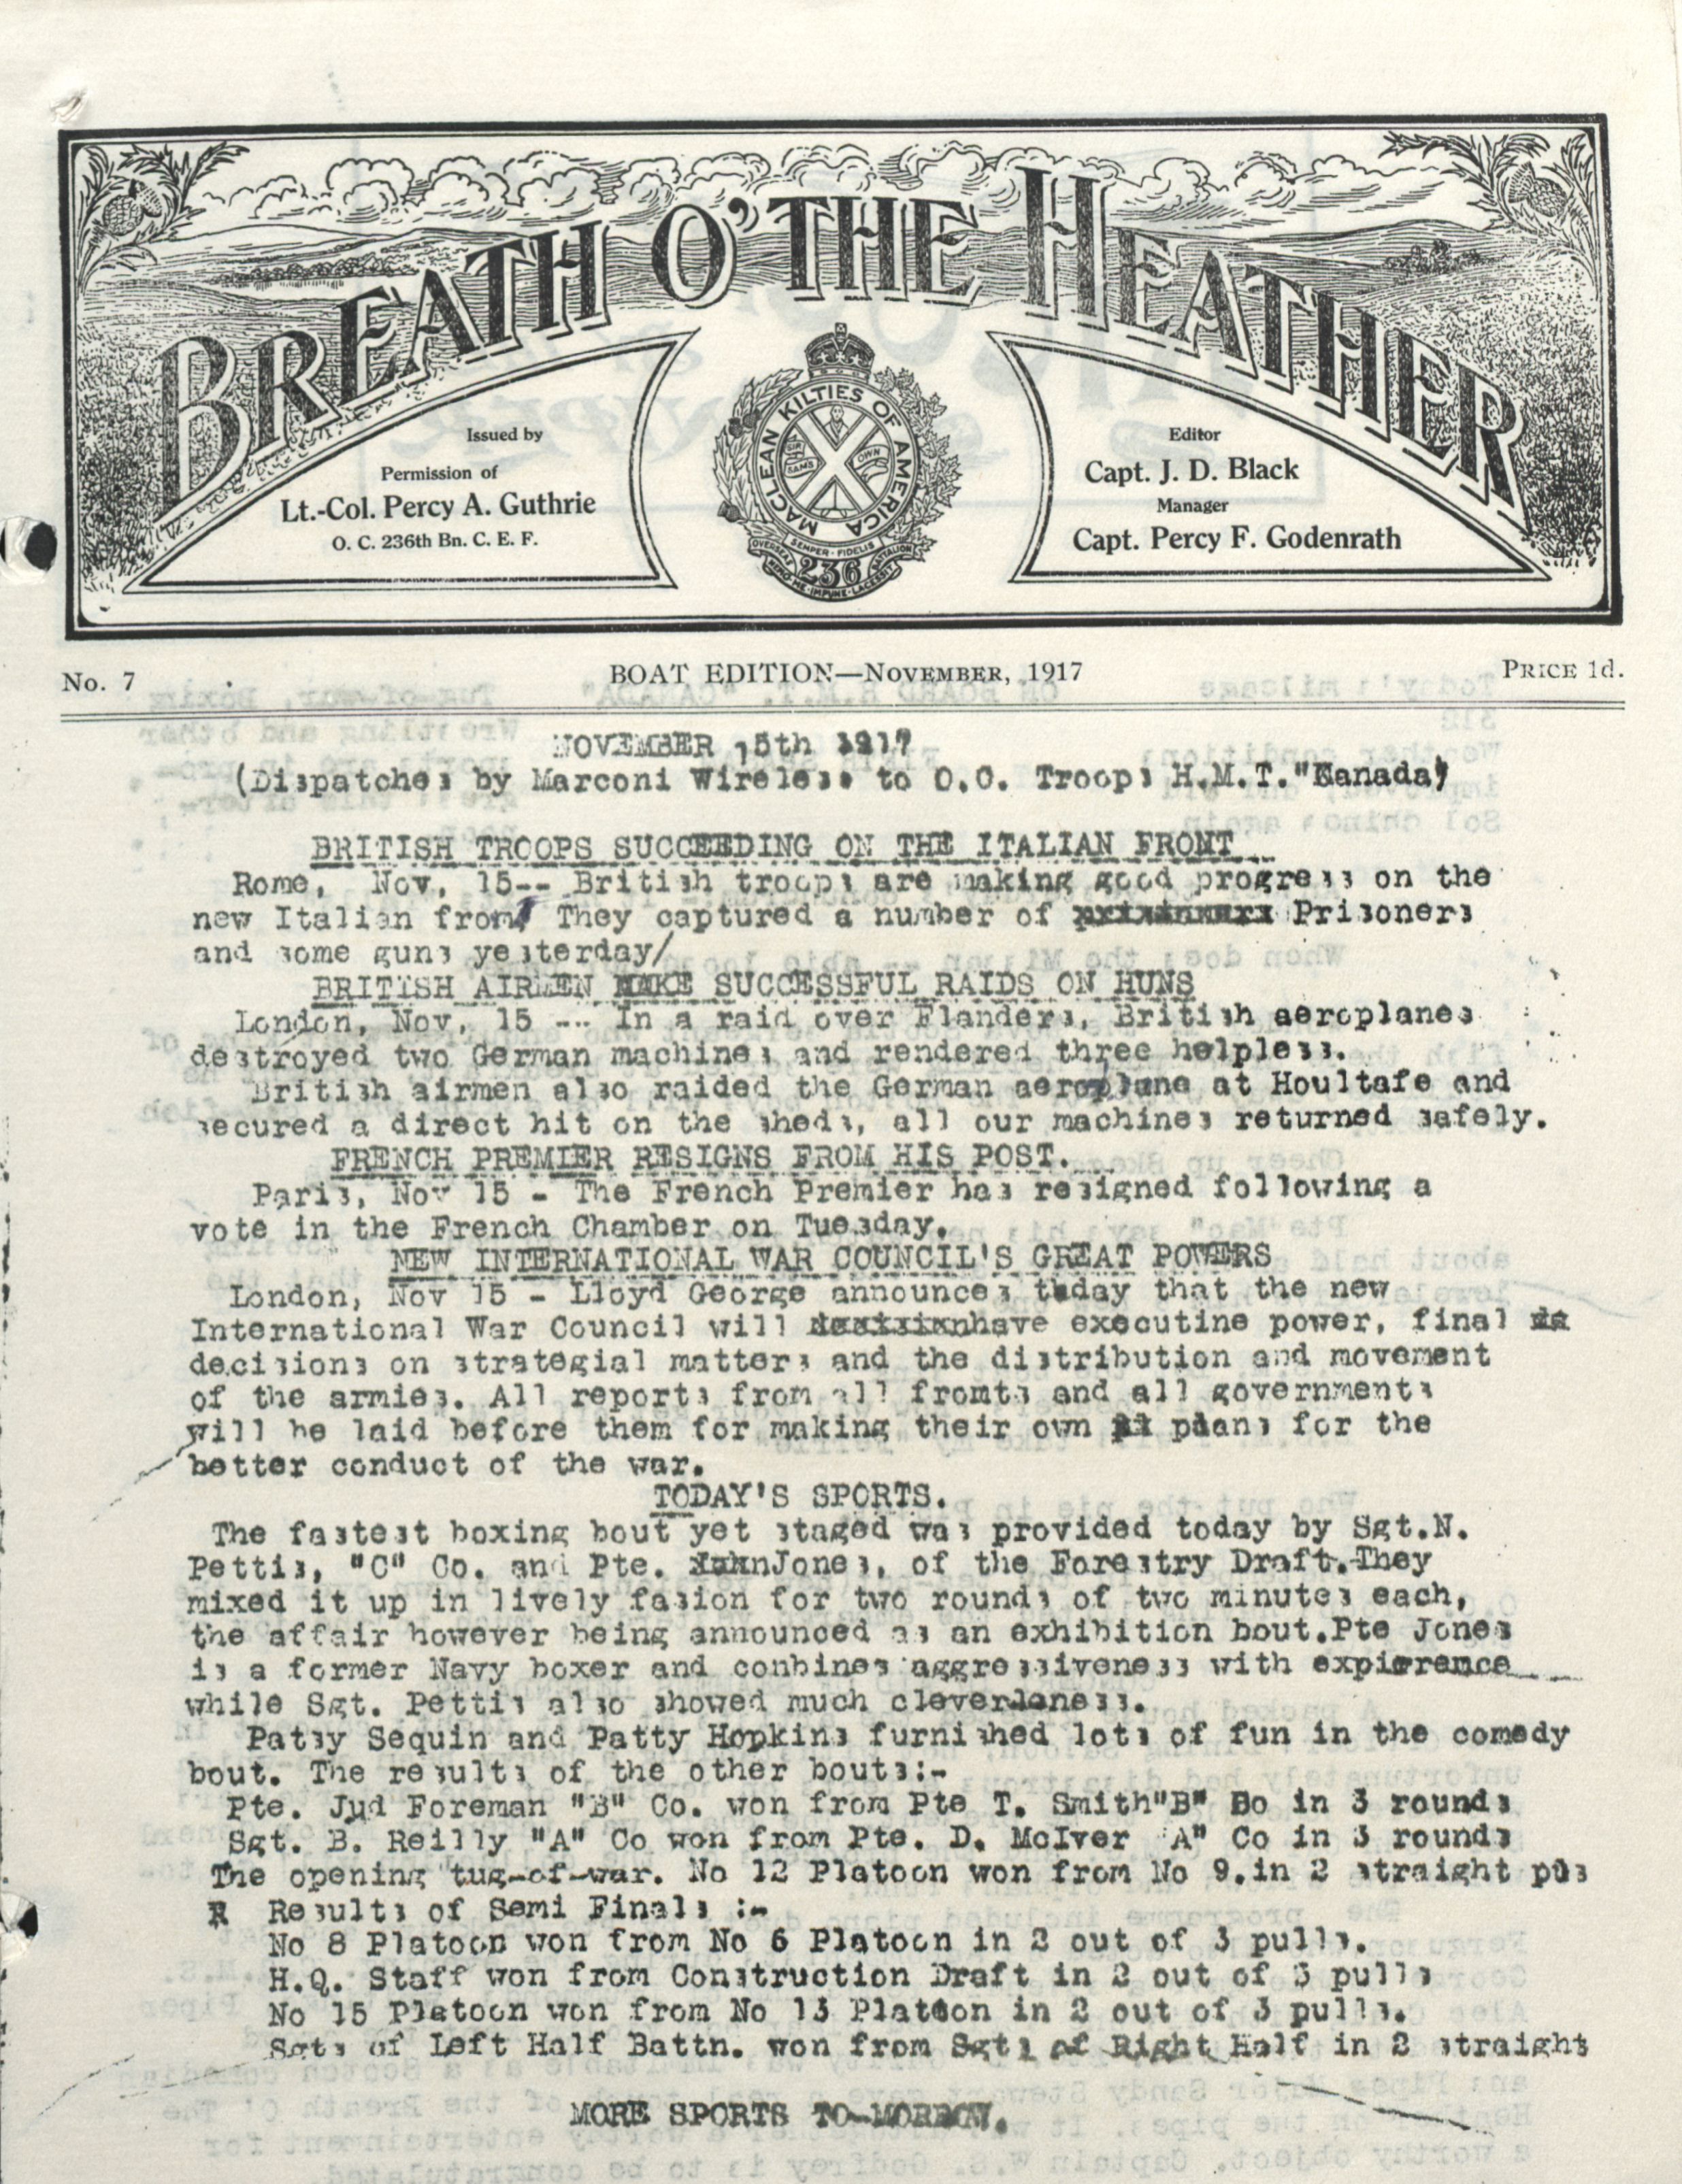 BREATH O' THE HEATHER
Issued by
Permission of
Lt.-Col. Percy A. Guthrie
O. C. 236th Bn. C. E. F.
MACLEAN KILTIES OF AMERICA
SIR SAM'S OWN
SEMPER · FIDELIS
OVERSEAS 236 BATTALION
NEMO · ME · IMPUNE · LACESSIT
Editor
Capt. J. D. Black
Manager
Capt. Percy F. Godenrath
No. 7 BOAT EDITION—NOVEMBER, 1917 PRICE 1d.
NOVEMBER 15th 1917
(Dispatches by Marconi Wireless to O.C. Troops H.M.T."Kanada)
BRITISH TROOPS SUCCEEDING ON THE ITALIAN FRONT
Rome, Nov. 15-- British troops are making good progress on the
new Italian front They captured a number of Prisoners
and some guns yesterday/
BRITISH AIRMEN MAKE SUCCESSFUL RAIDS ON HUNS
London, Nov, 15 -- In a raid over Flanders, British aeroplanes
destroyed two German machines and rendered three helpless.
British airmen also raided the German aeroplane at Houltafe and
secured a direct hit on the sheds, all our machines returned safely.
FRENCH PREMIER RESIGNS FROM HIS POST.
Paris, Nov 15 - The French Premier has resigned following a
vote in the French Chamber on Tuesday.
NEW INTERNATIONAL WAR COUNCIL'S GREAT POWERS
London, Nov 15 - Lloyd George announces today that the new
International War Council will have executine power, final de
decisions on strategial matters and the distribution and movement
of the armies. All reports from all fromts and all governments
will be laid before them for making their own plans for the
better conduct of the war.
TODAY'S SPORTS.
The fastest boxing bout yet staged was provided today by Sgt.N.
Pettis, "C" Co. and Pte. Jones, of the Forestry Draft.They
mixed it up in lively fasion for two rounds of two minutes each,
the affair however being announced as an exhibition bout.Pte Jones
is a former Navy boxer and conbines aggressiveness with expierrence
while Sgt. Pettis also showed much cleverleness.
Patsy Sequin and Patty Hopkins furnished lots of fun in the comedy
bout. The results of the other bouts:-
Pte. Jud Foreman "B" Co. won from Pte T. Smith"B" Bo in 3 rounds
Sgt. B. Reilly "A" Co won from Pte. D. McIver "A" Co in 3 rounds
The opening tug-of-war. No 12 Platoon won from No 9.in 2 straight pus
R Results of Semi Finals :-
No 8 Platoon won from No 6 Platoon in 2 out of 3 pulls.
H.Q. Staff won from Construction Draft in 2 out of 3 pulls
No 15 Platoon won from No 13 Platoon in 2 out of 3 pulls.
Sgts of Left Half Battn. won from Sgts of Right Half in 2 straights
MORE SPORTS TO-MORROW.